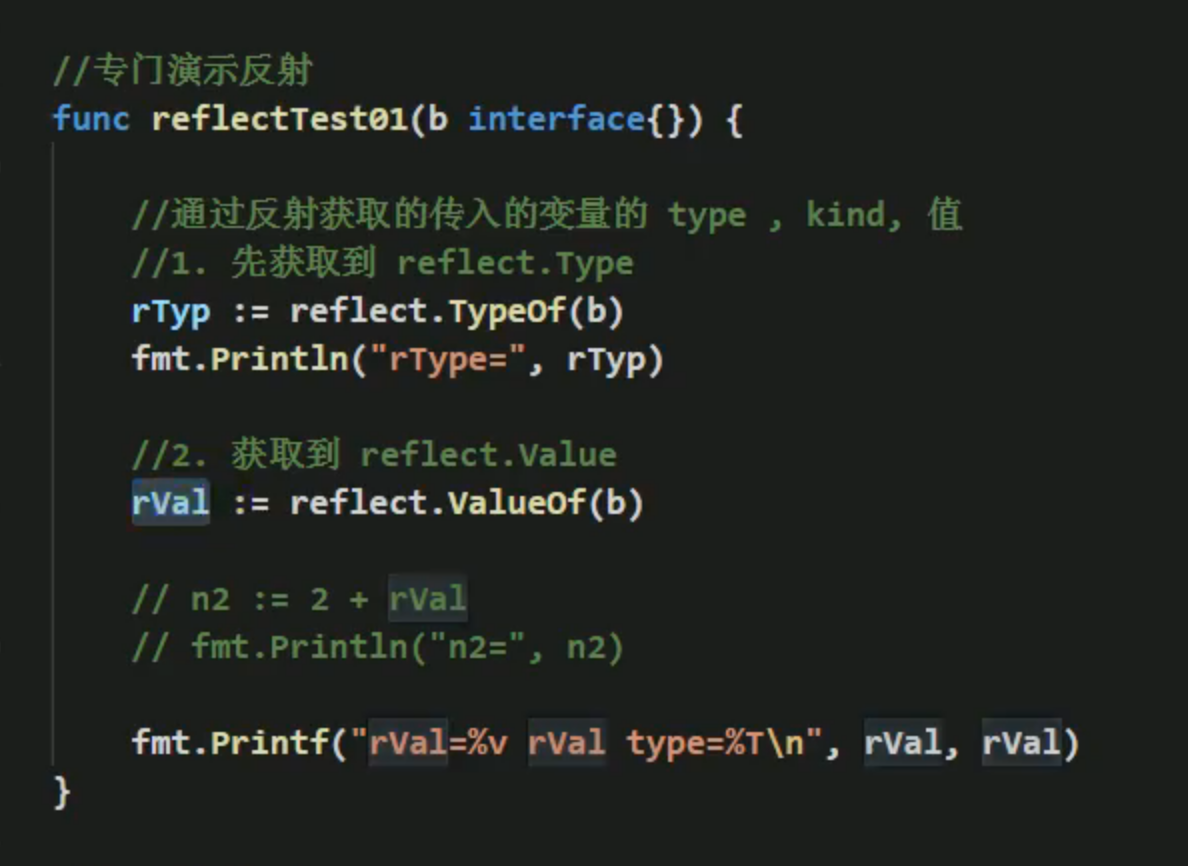 //专门演示反射
func reflectTest01(b interface{}) {
//通过反射获取的传入的变量的 type , kind, 值
//1. 先获取到 reflect.Type
rTyp := reflect.TypeOf(b)
fmt.Println("rType=", rTyp)
//2. 获取到 reflect.Value
rVal := reflect.ValueOf(b)
// n2 := 2 + rVal
// fmt.Println("n2=", n2)
fmt.Printf("rVal=%v rVal type=%T\n", rVal, rVal)
}